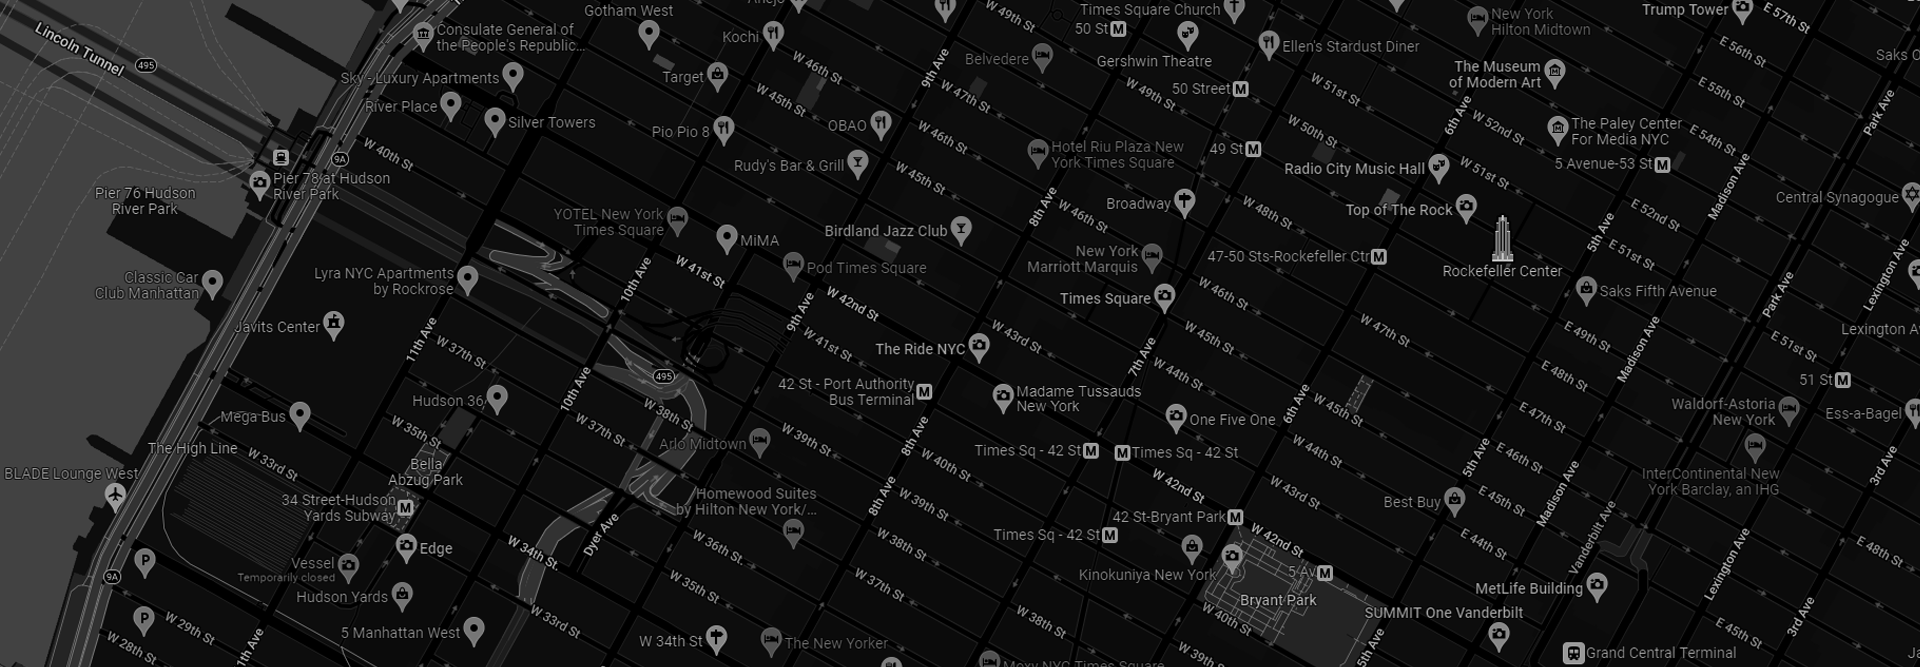 Gotham West
Times Square Church
50 St
M
New York
Hilton Midtown
Trump Tower
E 57th St
Lincoln Tunnel
495
Consulate General of
the People's Republic...
Kochi
W 49th St
Belvedere
Gershwin Theatre
Ellen's Stardust Diner
The Museum
of Modern Art
E 56th St
Sky - Luxury Apartments
Target
W 46th St
9th Ave
50 Street
M
W 51st St
E 55th St
River Place
Silver Towers
W 45th St
W 47th St
W 49th St
6th Ave
Park Ave
Pio Pio 8
OBAO
W 46th St
W 50th St
W 52nd St
The Paley Center
For Media NYC
E 54th St
W 40th St
9A
Rudy's Bar & Grill
Hotel Riu Plaza New
York Times Square
49 St
M
Radio City Music Hall
W 51st St
5 Avenue-53 St
M
Pier 78 at Hudson
River Park
Pier 76 Hudson
River Park
W 45th St
8th Ave
Broadway
Top of The Rock
Madison Ave
Central Synagogue
YOTEL New York
Times Square
MiMA
Birdland Jazz Club
W 46th St
W 48th St
5th Ave
E 52nd St
Classic Car
Club Manhattan
Lyra NYC Apartments
by Rockrose
W 41st St
Pod Times Square
New York
Marriott Marquis
47-50 Sts-Rockefeller Ctr
M
Rockefeller Center
E 51st St
Lexington Ave
10th Ave
W 42nd St
Times Square
W 46th St
Saks Fifth Avenue
Park Ave
Javits Center
11th Ave
9th Ave
W 41st St
The Ride NYC
W 43rd St
W 45th St
W 47th St
E 49th St
Madison Ave
E 51st St
W 37th St
495
7th Ave
W 44th St
E 48th St
51 St
M
Hudson 36
10th Ave
42 St - Port Authority
Bus Terminal
M
Madame Tussauds
New York
6th Ave
W 45th St
Waldorf-Astoria
New York
Ess-a-Bagel
Mega Bus
W 35th St
W 37th St
W 38th St
Arlo Midtown
W 39th St
8th Ave
One Five One
E 47th St
The High Line
W 33rd St
Bella
Abzug Park
W 40th St
Times Sq - 42 St
M
M
Times Sq - 42 St
W 44th St
5th Ave
E 46th St
InterContinental New
York Barclay, an IHG
3rd Ave
BLADE Lounge West
34 Street-Hudson
Yards Subway
M
Homewood Suites
by Hilton New York/...
8th Ave
W 39th St
W 42nd St
W 43rd St
Best Buy
E 45th St
Madison Ave
Vanderbilt Ave
Edge
W 34th St
Dyer Ave
W 36th St
W 38th St
Times Sq - 42 St
M
42 St-Bryant Park
M
W 42nd St
E 44th St
E 48th St
9A
P
Vessel
Temporarily closed
Hudson Yards
W 35th St
W 37th St
Kinokuniya New York
5 Av
M
Bryant Park
MetLife Building
SUMMIT One Vanderbilt
Lexington Ave
P
W 29th St
W 28th St
5 Manhattan West
W 33rd St
W 34th St
The New Yorker
W 38th St
W 40th St
W 39th St
5th Ave
Grand Central Terminal
E 45th St
3rd Ave
Moxy NYC Times Square